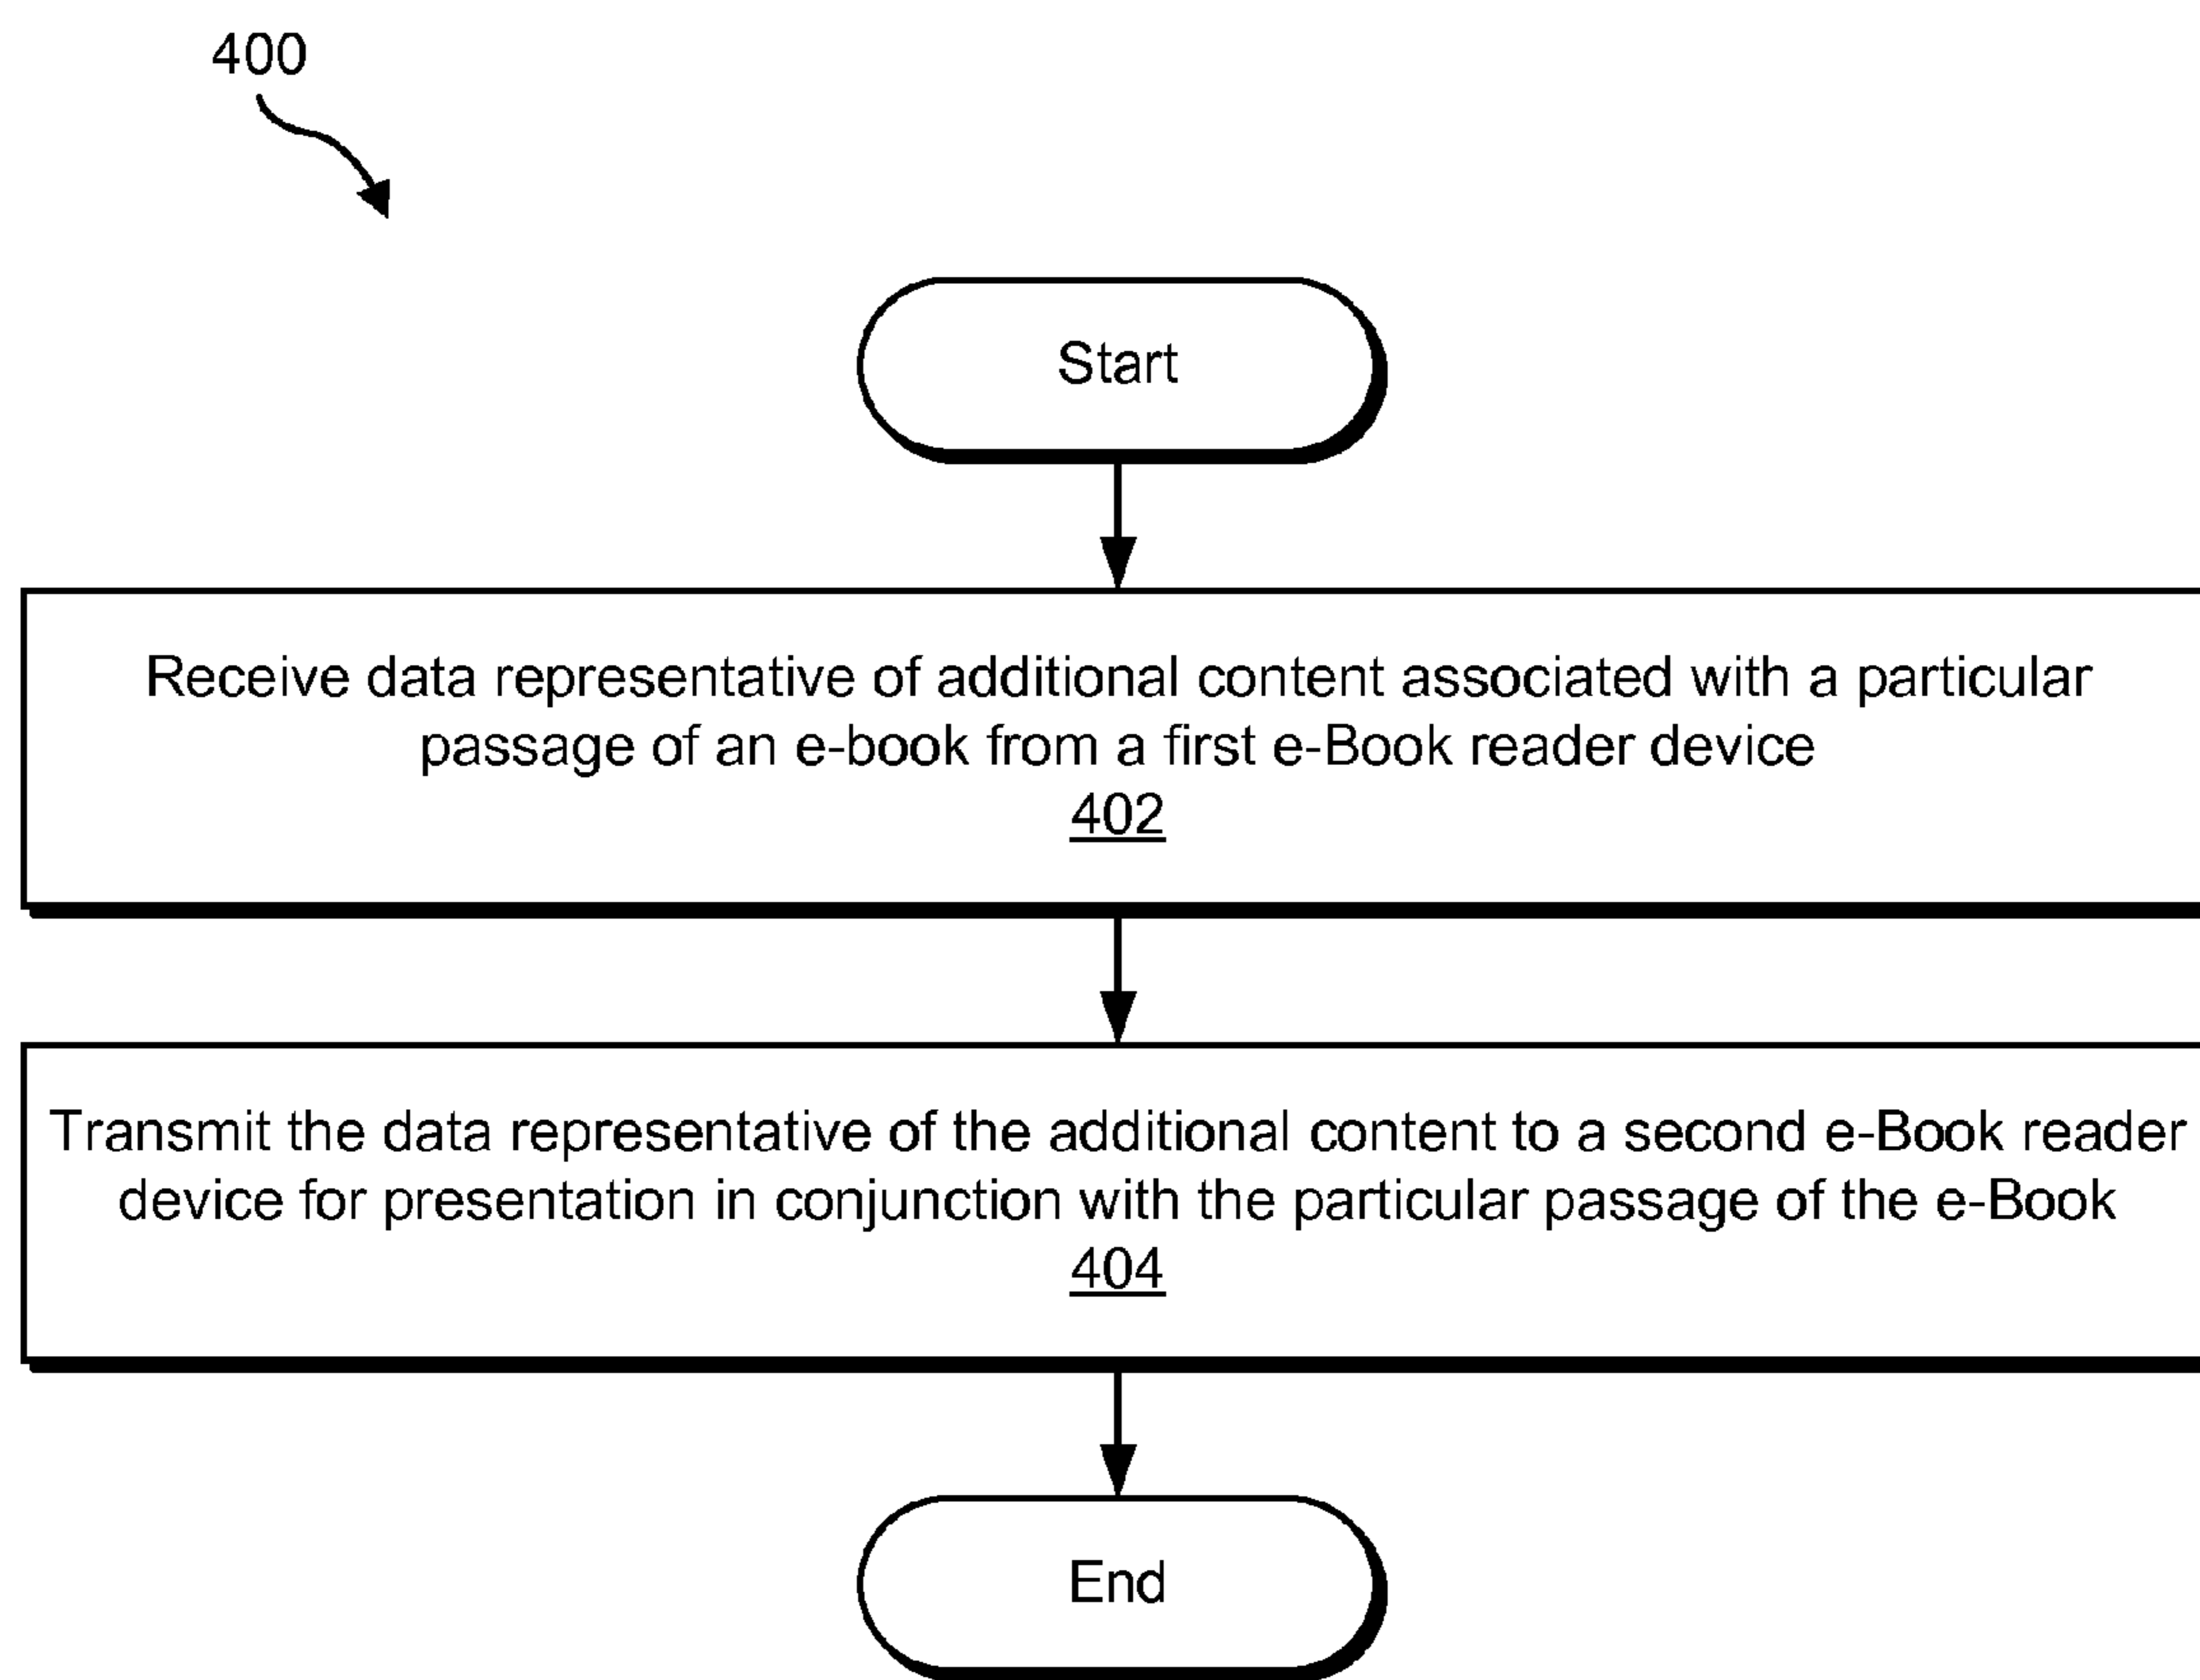 400
Start
Receive data representative of additional content associated with a particular
passage of an e-book from a first e-Book reader device
402
Transmit the data representative of the additional content to a second e-Book reader
device for presentation in conjunction with the particular passage of the e-Book
404
End